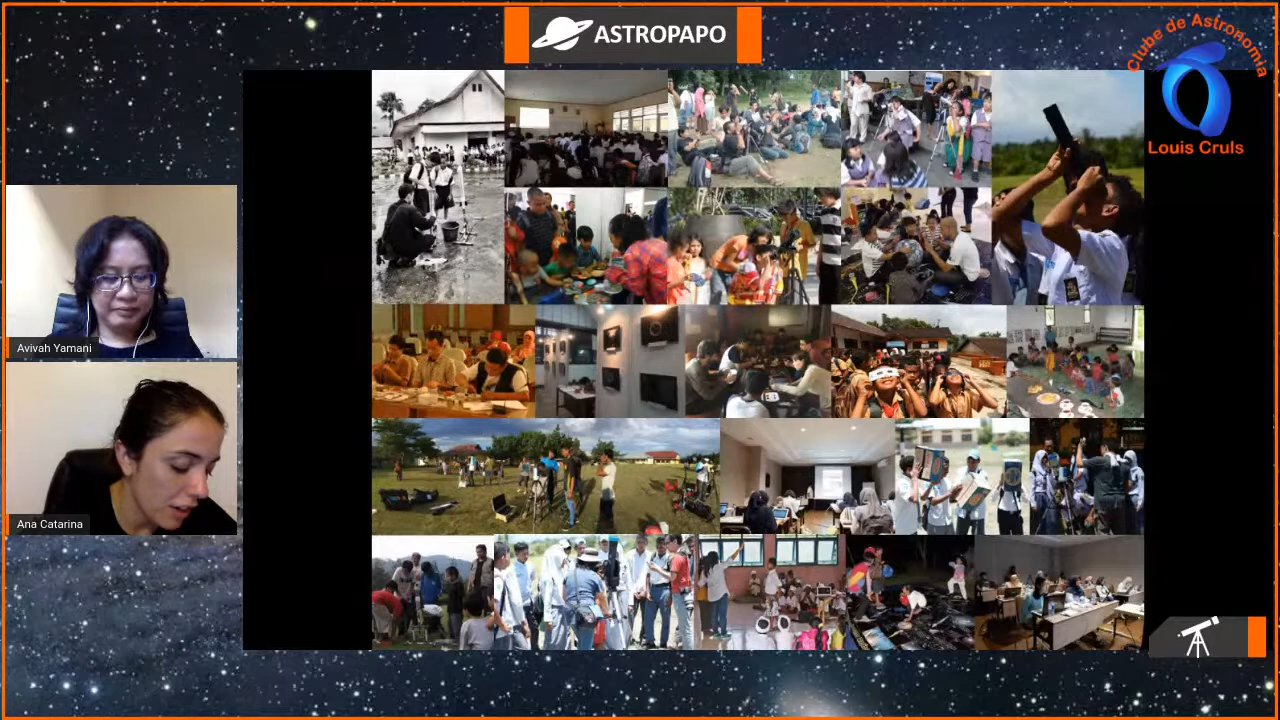 ASTROPAPO
Clube de Astronomia
Louis Cruls
Avivah Yamani
Ana Catarina